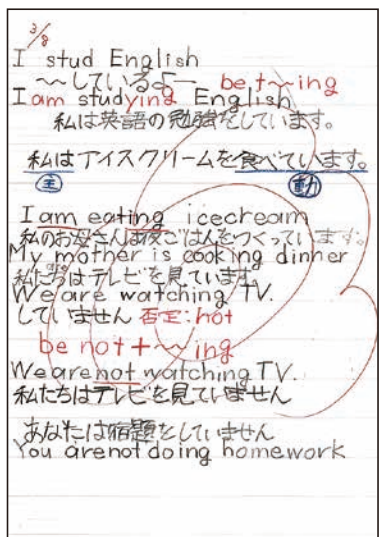 3/8
I stud English
〜〜しているよー be t〜〜ing
I am studying English
私は英語の勉強をしています。
私はアイスクリームを食べています。
主 動
I am eating icecream
私のお母さんは夜ごはんをつくっています。
My mother is cooking dinner
私たちはテレビを見ています。
We are watching TV.
していません 否定:not
be not+〜〜ing
We are not watching TV.
私たちはテレビを見ていません
あなたは宿題をしていません
You are not doing homework